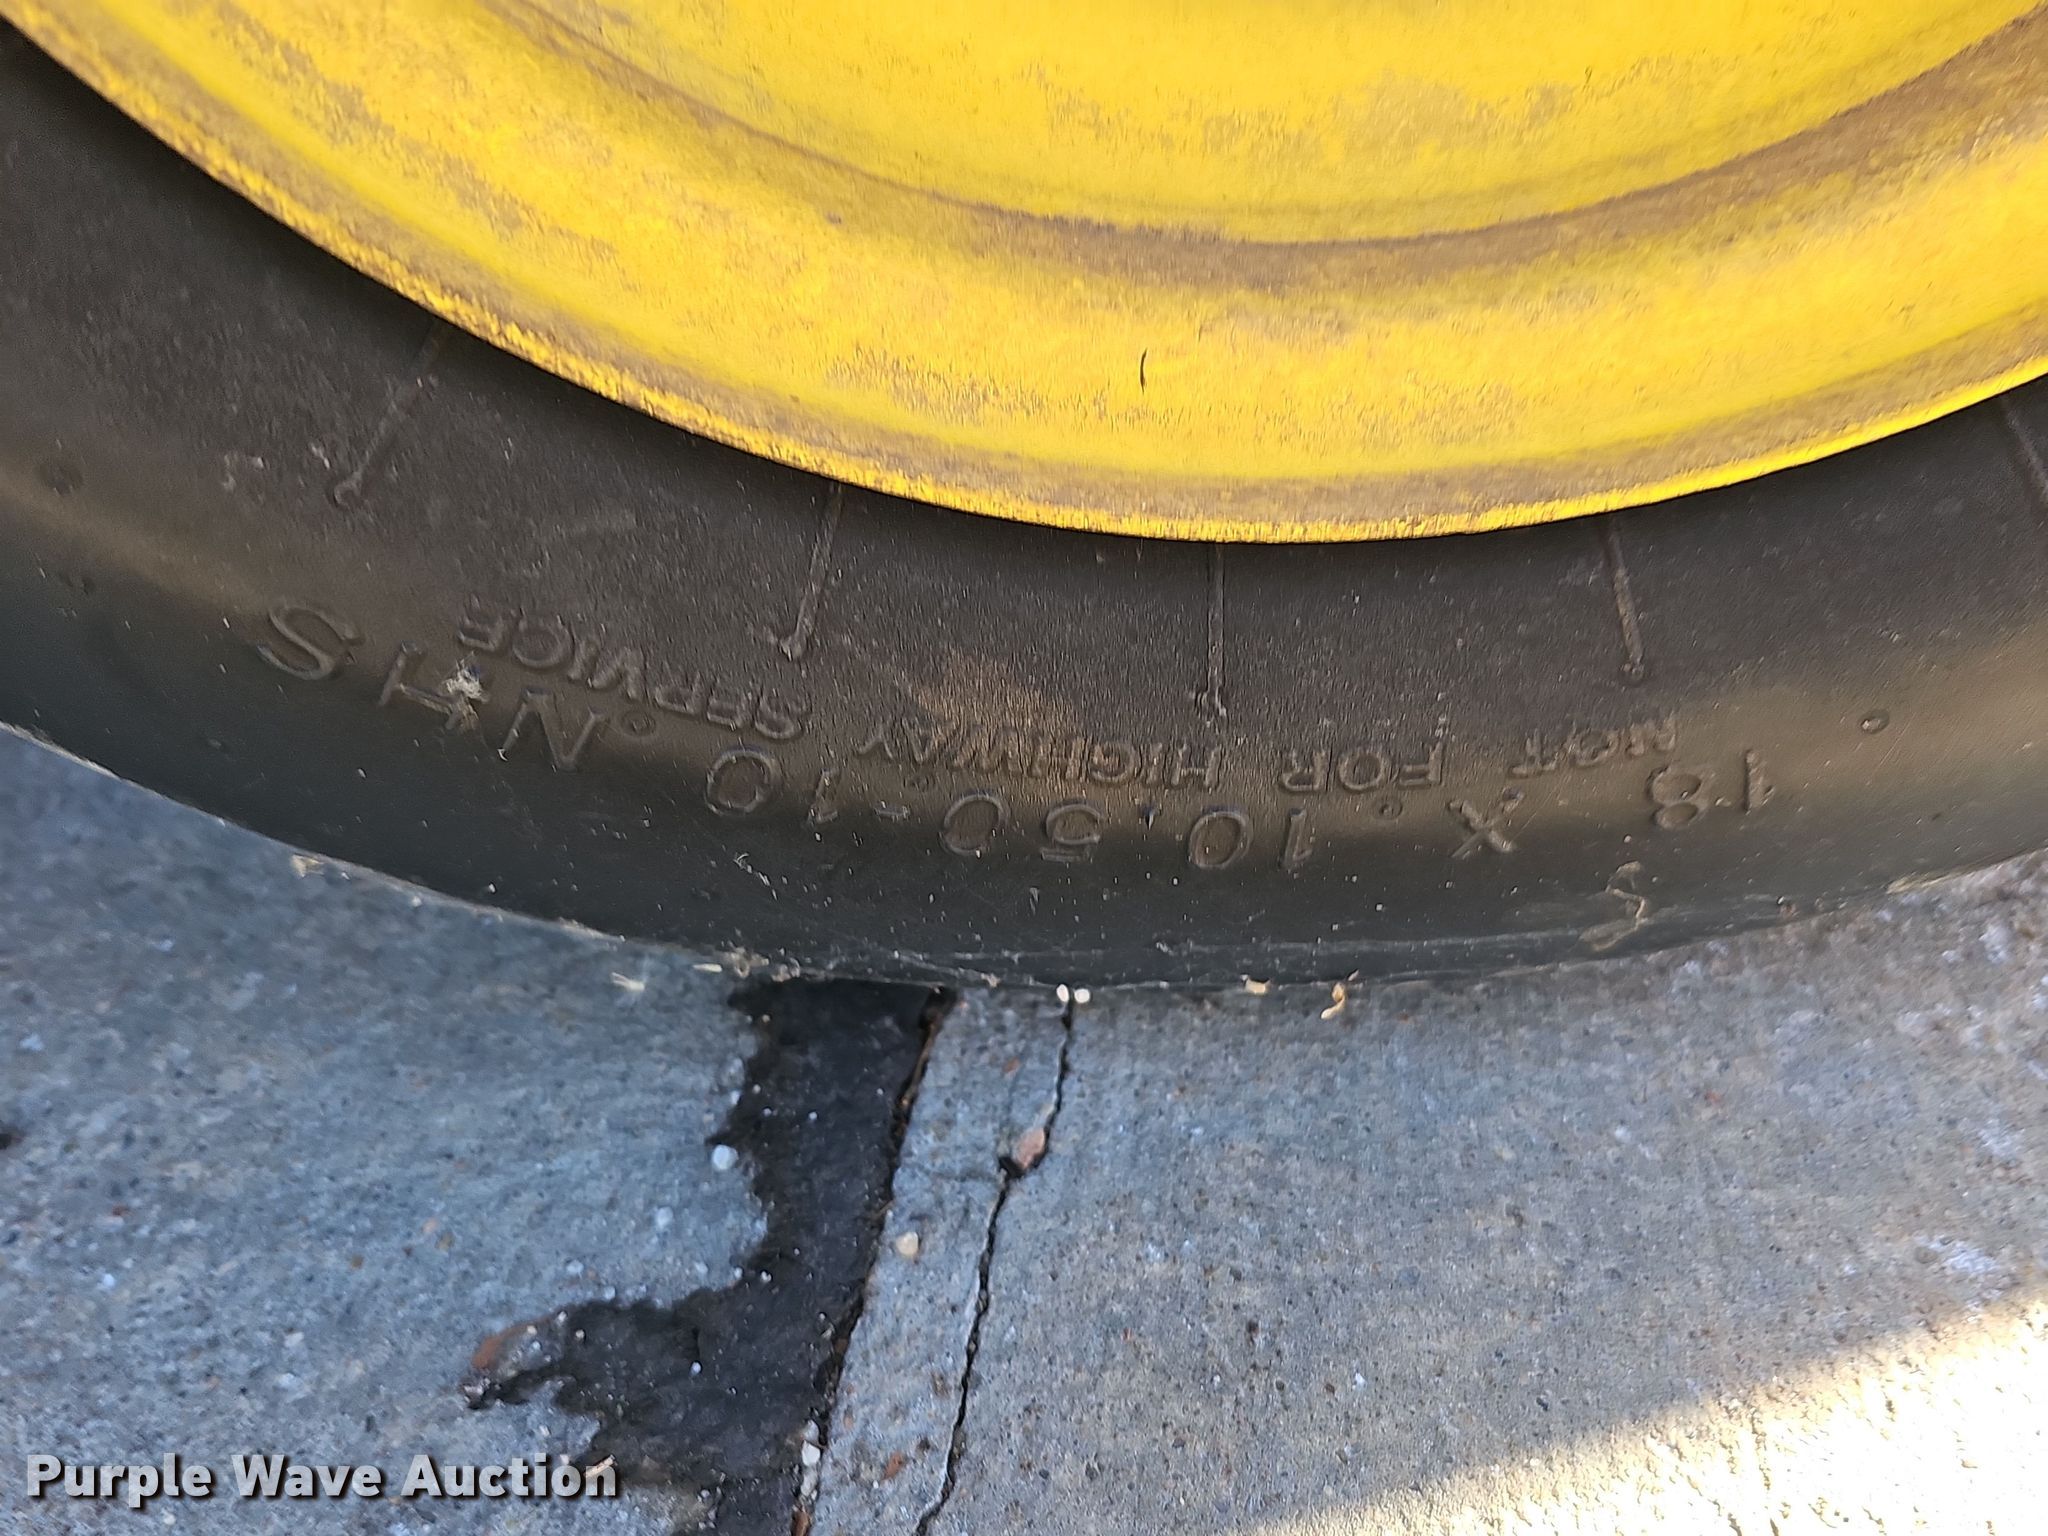 18 X 10.50-10 NHS
NOT FOR HIGHWAY SERVICE
Purple Wave Auction